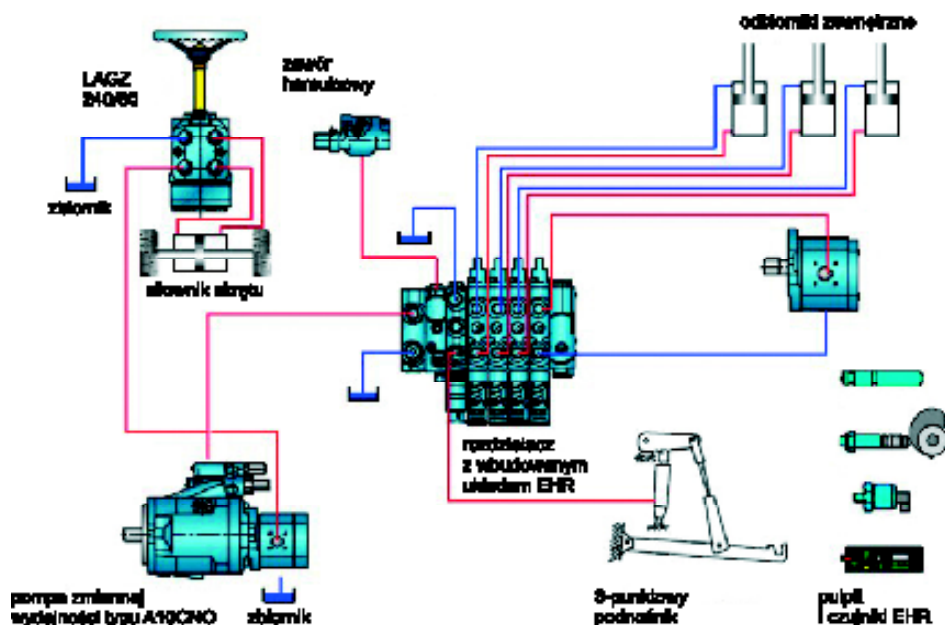 odbiorniki zewnętrzne
LAGZ
240/80
zawór
hamulcowy
zbiornik
siłownik skrętu
rozdzielacz
z wbudowanym
układem EHR
pompa zmiennej
wydajności typu A10CNO
zbiornik
3-punktowy
podnośnik
pulpit
i czujniki EHR